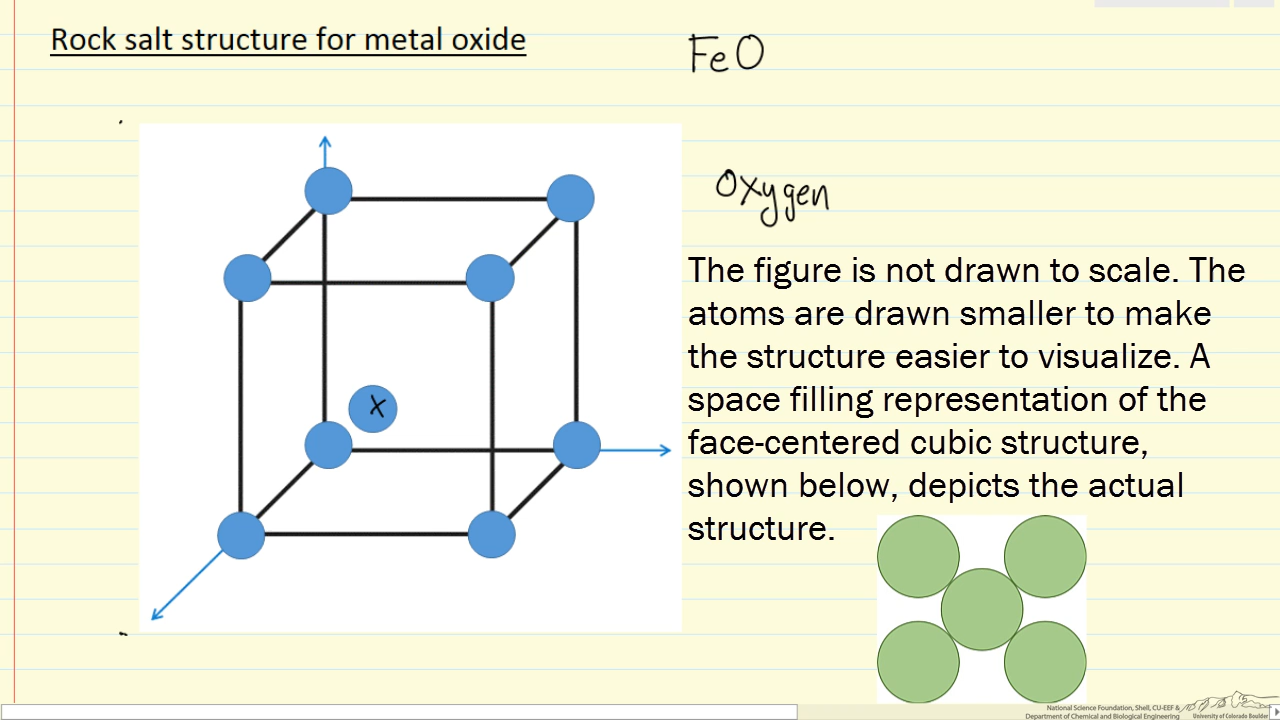 Rock salt structure for metal oxide
FeO
Oxygen
The figure is not drawn to scale. The
atoms are drawn smaller to make
the structure easier to visualize. A
space filling representation of the
face-centered cubic structure,
shown below, depicts the actual
structure.
X
National Science Foundation, Shell, CU-EEF &
Department of Chemical and Biological Engineering
University of Colorado Boulder